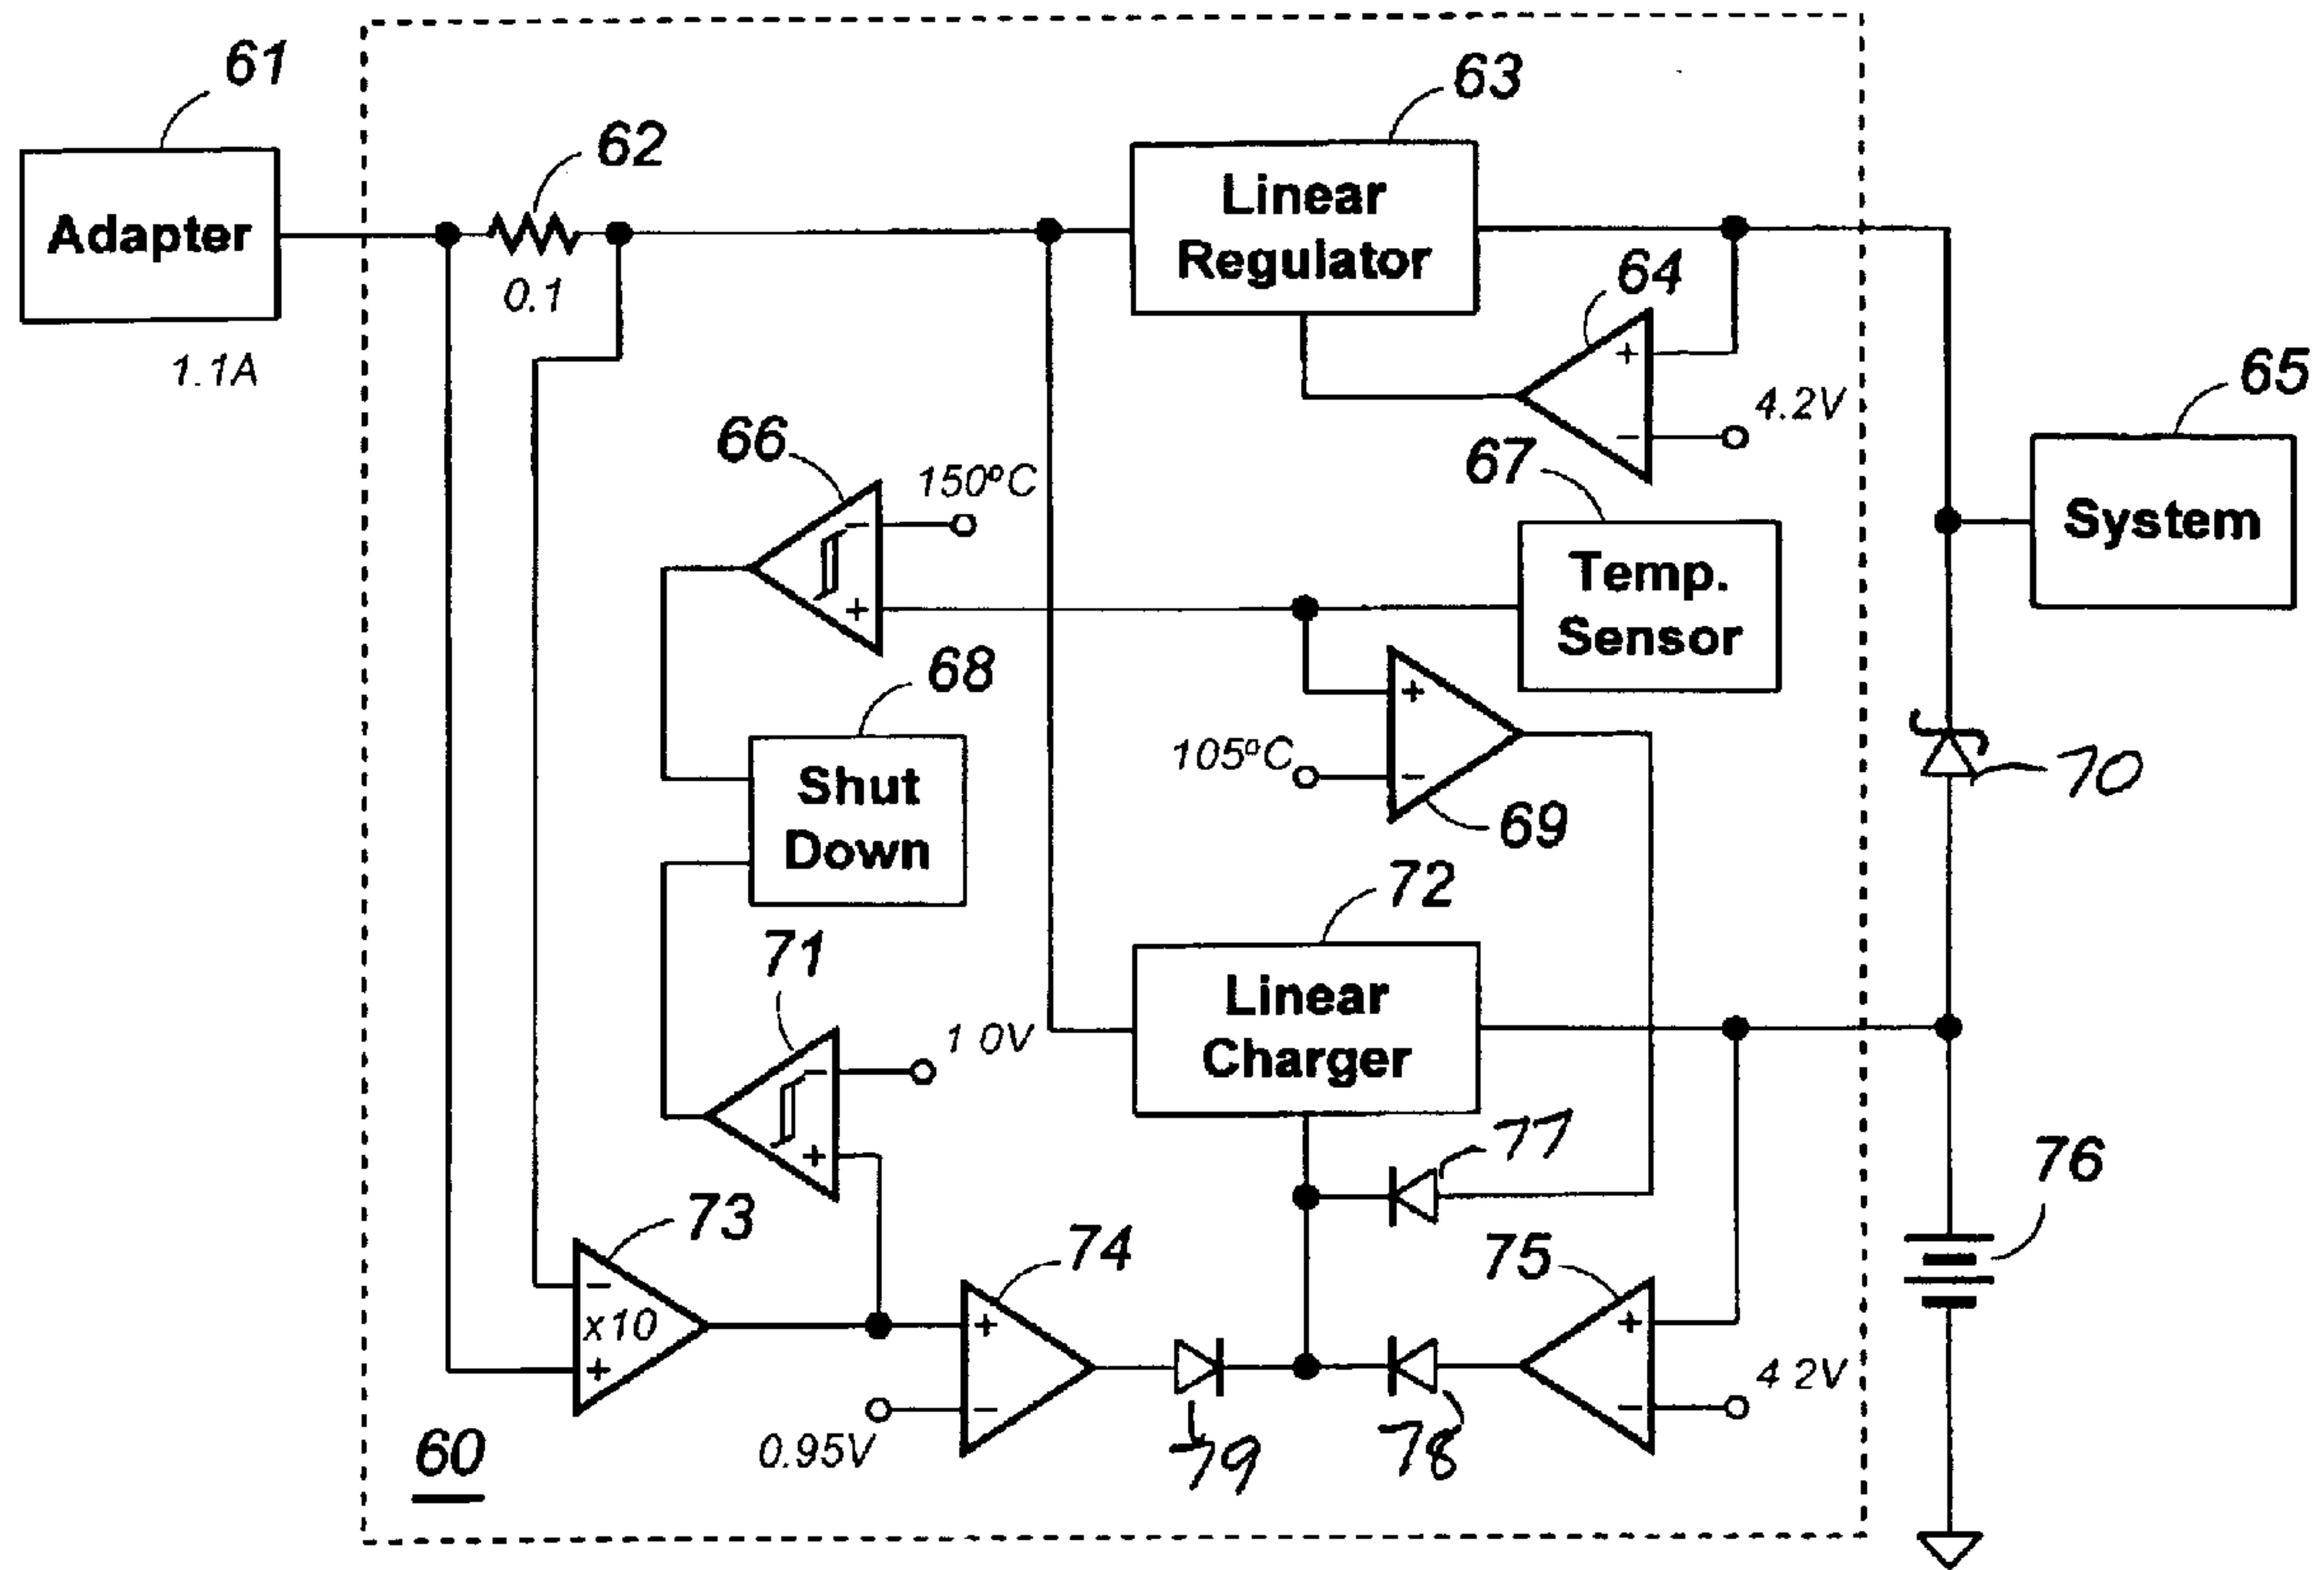 61
Adapter
1.1A
62
0.1
63
Linear
Regulator
64
+
−
4.2V
65
System
66
150ºC
−
+
67
Temp.
Sensor
68
Shut
Down
+
105ºC
−
69
70
71
1 0V
−
+
72
Linear
Charger
73
−
x10
+
74
+
−
0.95V
75
+
−
4 2V
76
77
78
79
60